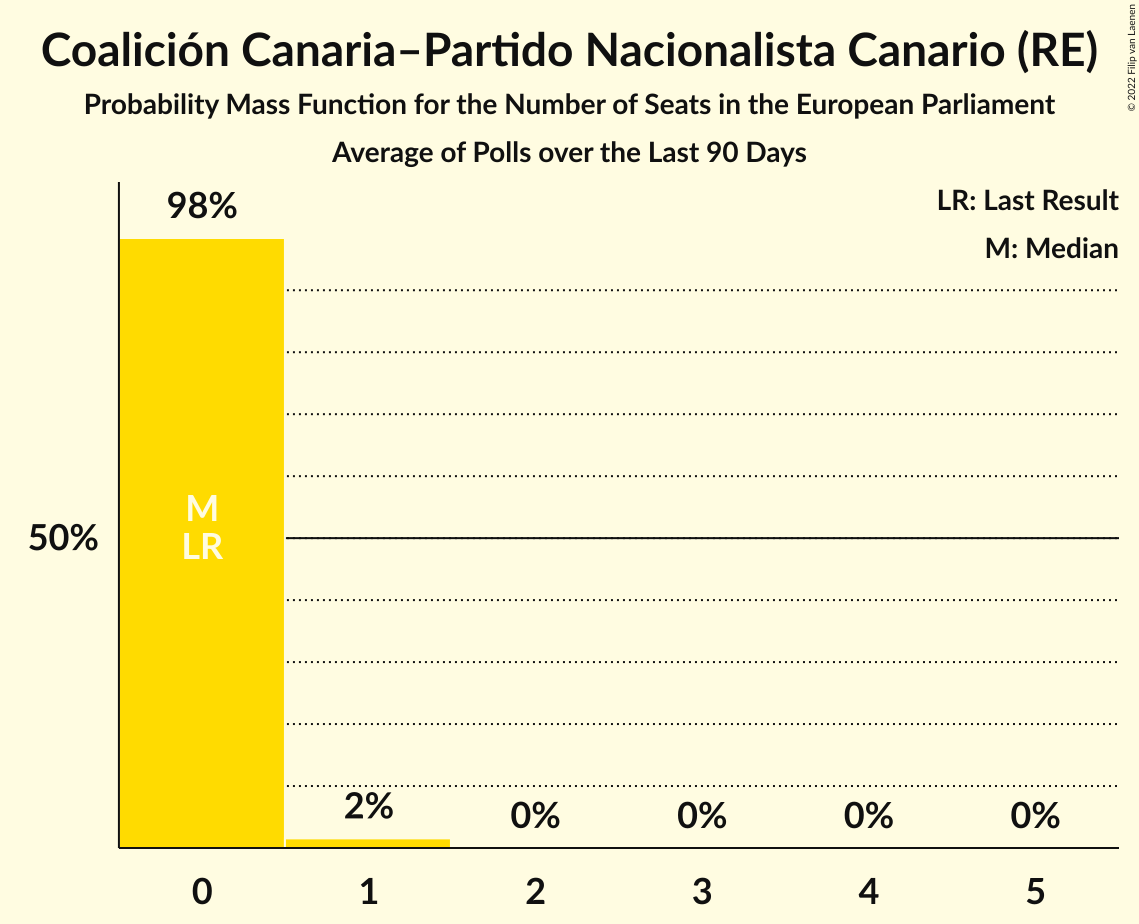 Coalición Canaria–Partido Nacionalista Canario (RE)
Probability Mass Function for the Number of Seats in the European Parliament
Average of Polls over the Last 90 Days
© 2022 Filip van Laenen
LR: Last Result
M: Median
98%
M
LR
50%
2%
0%
0%
0%
0%
0
1
2
3
4
5